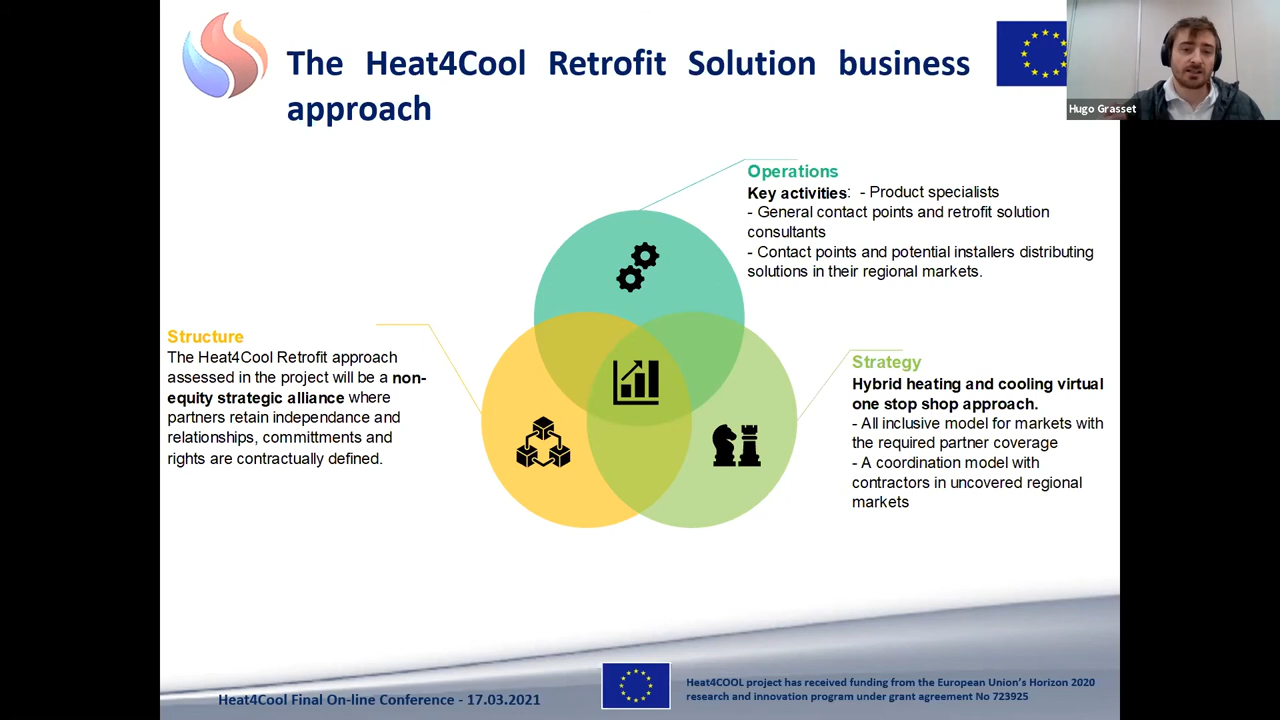 The Heat4Cool Retrofit Solution business
approach
Hugo Grasset
Operations
Key activities: - Product specialists
- General contact points and retrofit solution
consultants
- Contact points and potential installers distributing
solutions in their regional markets.
Structure
The Heat4Cool Retrofit approach
assessed in the project will be a non-
equity strategic alliance where
partners retain independance and
relationships, committments and
rights are contractually defined.
Strategy
Hybrid heating and cooling virtual
one stop shop approach.
- All inclusive model for markets with
the required partner coverage
- A coordination model with
contractors in uncovered regional
markets
Heat4Cool Final On-line Conference - 17.03.2021
Heat4COOL project has received funding from the European Union's Horizon 2020
research and innovation program under grant agreement No 723925